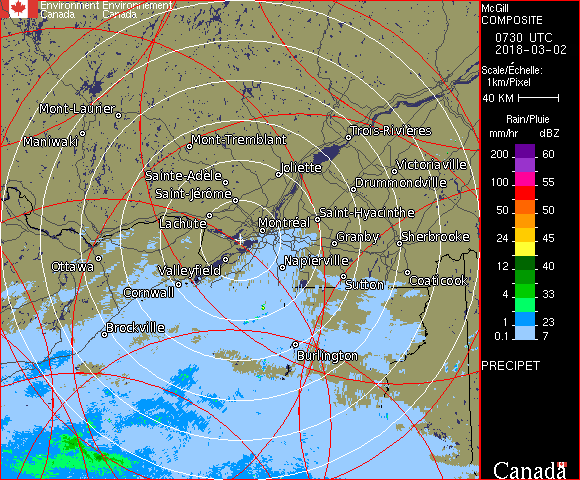 Environment Environnement
Canada Canada
McGill
COMPOSITE
0730 UTC
2018-03-02
Scale/Échelle:
1km/Pixel
40 KM
Rain/Pluie
mm/hr dBZ
200 60
100 55
50 50
24 45
12 40
8 33
4 30
1 23
0.1 7
PRECIPET
Canada
Mont-Laurier
Maniwaki
Mont-Tremblant
Trois-Rivières
Joliette
Victoriaville
Sainte-Adèle
Drummondville
Saint-Jérôme
Lachute
Saint-Hyacinthe
Montréal
Granby
Sherbrooke
Ottawa
Valleyfield
Napierville
Cornwall
Sutton
Coaticook
Brockville
Burlington